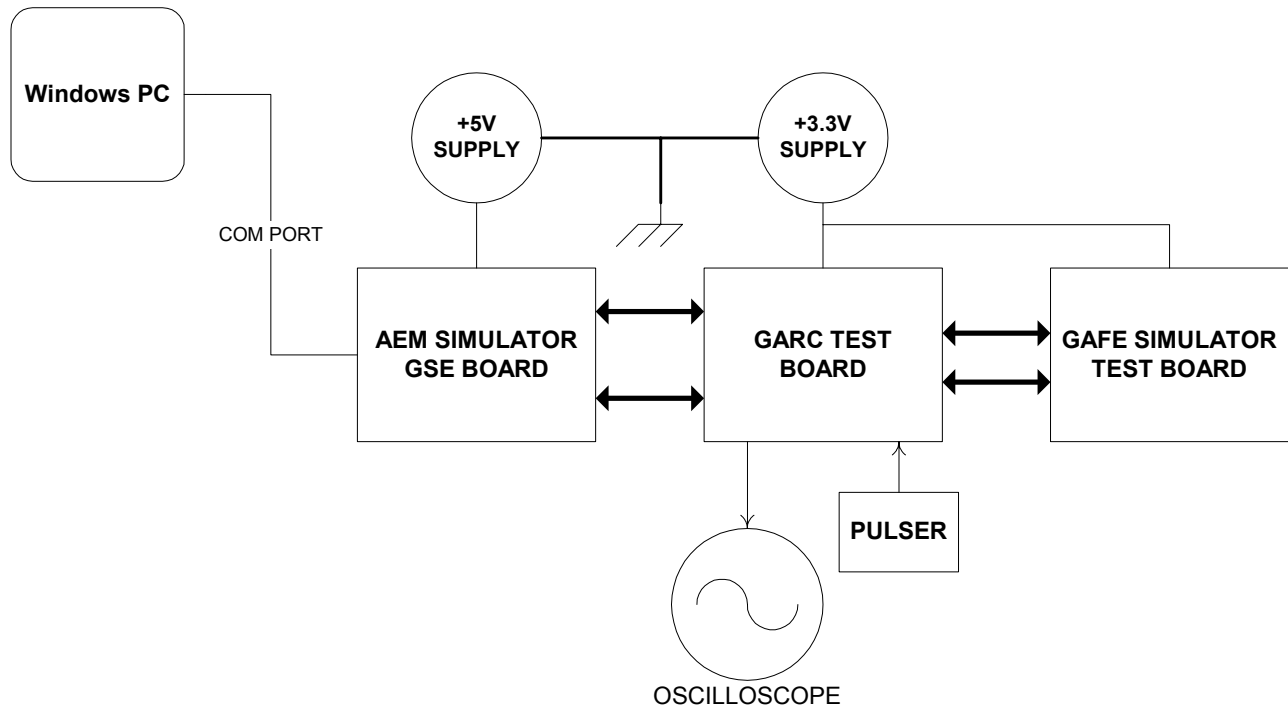 Windows PC
+5V
SUPPLY
+3.3V
SUPPLY
COM PORT
AEM SIMULATOR
GSE BOARD
GARC TEST
BOARD
GAFE SIMULATOR
TEST BOARD
PULSER
OSCILLOSCOPE